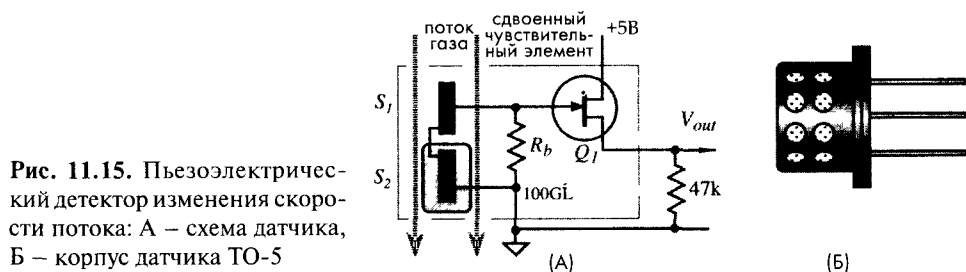 поток
газа
сдвоенный
чувствитель-
ный элемент
+5В
S1
S2
Rb
100GĹ
Q1
Vout
47k
(А)
(Б)
Рис. 11.15. Пьезоэлектричес-
кий детектор изменения скоро-
сти потока: А – схема датчика,
Б – корпус датчика ТО-5